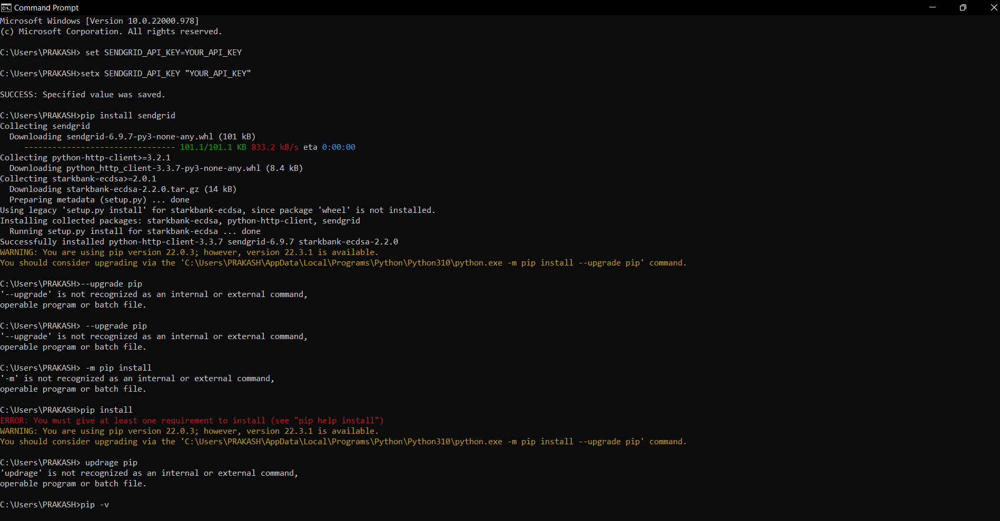 Command Prompt
Microsoft Windows [Version 10.0.22000.978]
(c) Microsoft Corporation. All rights reserved.
C:\Users\PRAKASH> set SENDGRID_API_KEY=YOUR_API_KEY
C:\Users\PRAKASH>setx SENDGRID_API_KEY "YOUR_API_KEY"
SUCCESS: Specified value was saved.
C:\Users\PRAKASH>pip install sendgrid
Collecting sendgrid
  Downloading sendgrid-6.9.7-py3-none-any.whl (101 kB)
     -------------------------------- 101.1/101.1 KB 833.2 kB/s eta 0:00:00
Collecting python-http-client>=3.2.1
  Downloading python_http_client-3.3.7-py3-none-any.whl (8.4 kB)
Collecting starkbank-ecdsa>=2.0.1
  Downloading starkbank-ecdsa-2.2.0.tar.gz (14 kB)
  Preparing metadata (setup.py) ... done
Using legacy 'setup.py install' for starkbank-ecdsa, since package 'wheel' is not installed.
Installing collected packages: starkbank-ecdsa, python-http-client, sendgrid
  Running setup.py install for starkbank-ecdsa ... done
Successfully installed python-http-client-3.3.7 sendgrid-6.9.7 starkbank-ecdsa-2.2.0
WARNING: You are using pip version 22.0.3; however, version 22.3.1 is available.
You should consider upgrading via the 'C:\Users\PRAKASH\AppData\Local\Programs\Python\Python310\python.exe -m pip install --upgrade pip' command.
C:\Users\PRAKASH>--upgrade pip
'--upgrade' is not recognized as an internal or external command,
operable program or batch file.
C:\Users\PRAKASH> --upgrade pip
'--upgrade' is not recognized as an internal or external command,
operable program or batch file.
C:\Users\PRAKASH> -m pip install
'-m' is not recognized as an internal or external command,
operable program or batch file.
C:\Users\PRAKASH>pip install
ERROR: You must give at least one requirement to install (see "pip help install")
WARNING: You are using pip version 22.0.3; however, version 22.3.1 is available.
You should consider upgrading via the 'C:\Users\PRAKASH\AppData\Local\Programs\Python\Python310\python.exe -m pip install --upgrade pip' command.
C:\Users\PRAKASH> updrage pip
'updrage' is not recognized as an internal or external command,
operable program or batch file.
C:\Users\PRAKASH>pip -v